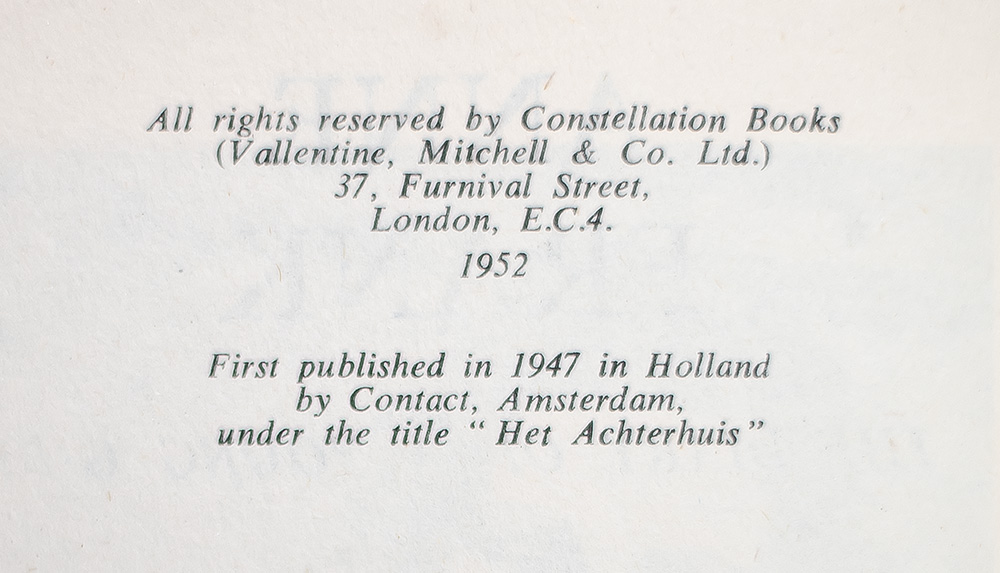 All rights reserved by Constellation Books
(Vallentine, Mitchell & Co. Ltd.)
37, Furnival Street,
London, E.C.4.
1952
First published in 1947 in Holland
by Contact, Amsterdam,
under the title “ Het Achterhuis ”